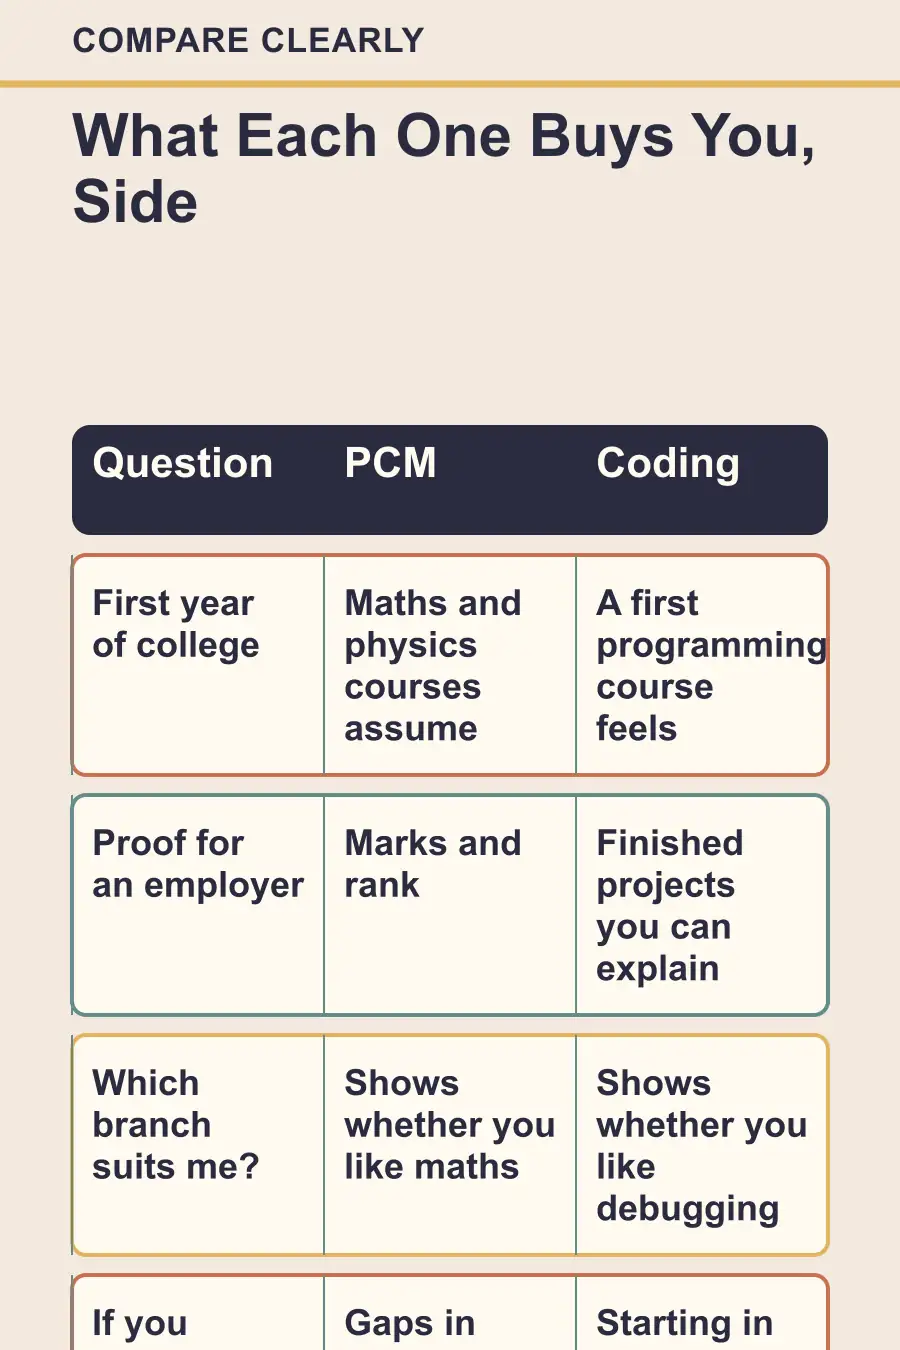 COMPARE CLEARLY
What Each One Buys You,
Side
Question
PCM
Coding
First year
of college
Maths and
physics
courses
assume
A first
programming
course
feels
Proof for
an employer
Marks and
rank
Finished
projects
you can
explain
Which
branch
suits me?
Shows
whether you
like maths
Shows
whether you
like
debugging
If you
Gaps in
Starting in